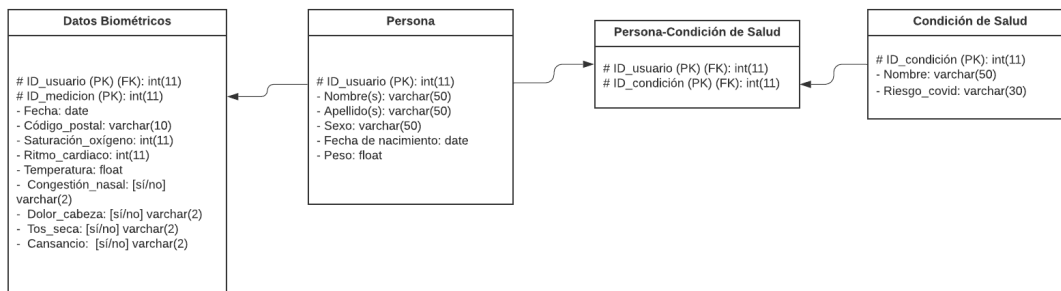 Datos Biométricos
# ID_usuario (PK) (FK): int(11)
# ID_medicion (PK): int(11)
- Fecha: date
- Código_postal: varchar(10)
- Saturación_oxígeno: int(11)
- Ritmo_cardiaco: int(11)
- Temperatura: float
- Congestión_nasal: [sí/no]
varchar(2)
- Dolor_cabeza: [sí/no] varchar(2)
- Tos_seca: [sí/no] varchar(2)
- Cansancio: [sí/no] varchar(2)
Persona
# ID_usuario (PK): int(11)
- Nombre(s): varchar(50)
- Apellido(s): varchar(50)
- Sexo: varchar(50)
- Fecha de nacimiento: date
- Peso: float
Persona-Condición de Salud
# ID_usuario (PK) (FK): int(11)
# ID_condición (PK) (FK): int(11)
Condición de Salud
# ID_condición (PK): int(11)
- Nombre: varchar(50)
- Riesgo_covid: varchar(30)